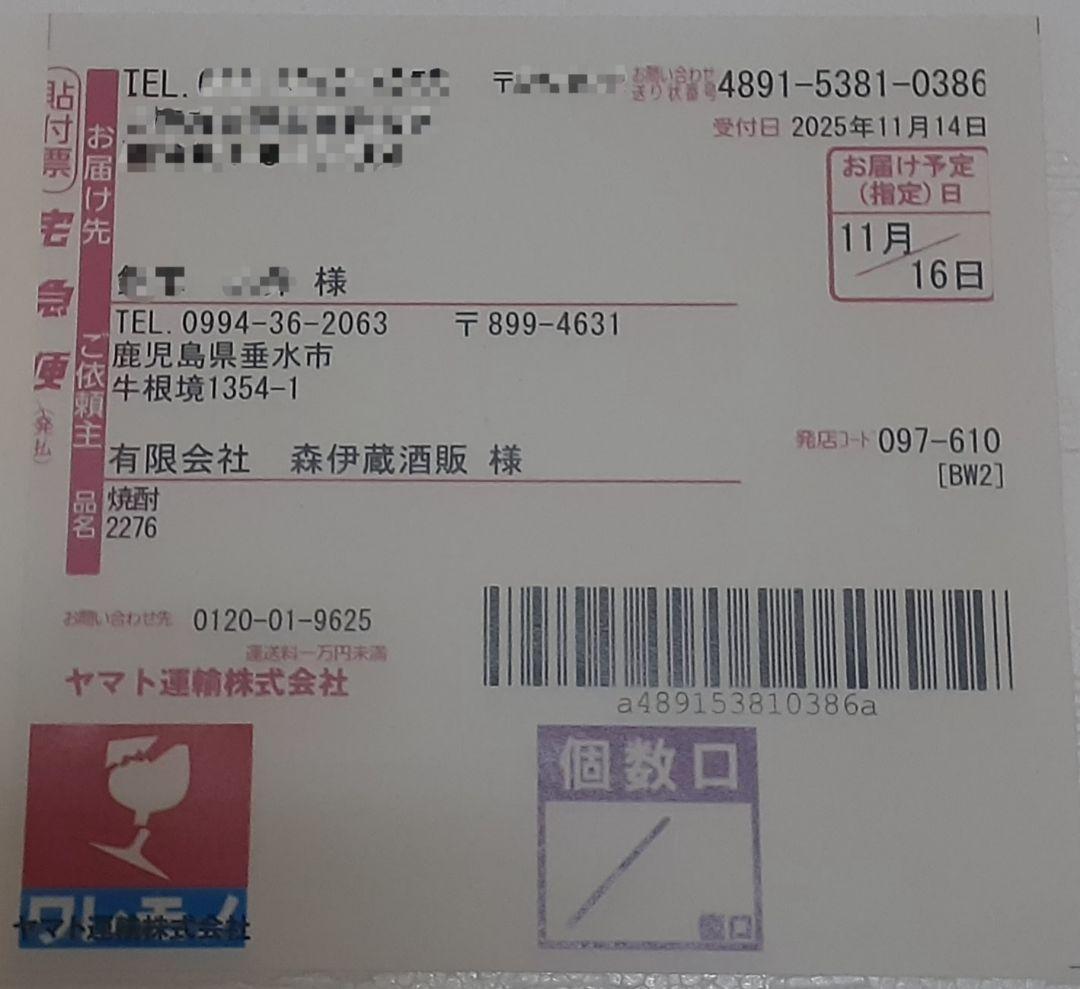 貼付票
宅急便
(発払)
お届け先
TEL.
〒
お問い合わせ
送り状番号 4891-5381-0386
受付日 2025年11月14日
お届け予定
(指定)日
11月
16日
様
ご依頼主
TEL. 0994-36-2063 〒899-4631
鹿児島県垂水市
牛根境1354-1
有限会社 森伊蔵酒販 様
発店コード 097-610
[BW2]
品名
焼酎
2276
お問い合わせ先 0120-01-9625
運送料一万円未満
ヤマト運輸株式会社
a489153810386a
ワレモノ
ヤマト運輸株式会社
個数口
個口